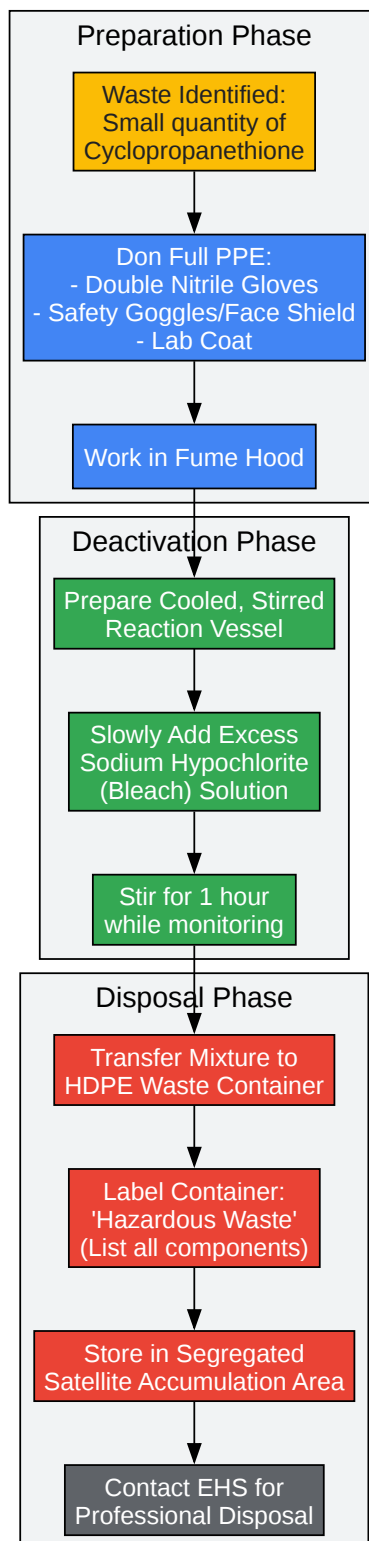 Preparation Phase
Waste Identified:
Small quantity of
Cyclopropanethione
Don Full PPE:
- Double Nitrile Gloves
- Safety Goggles/Face Shield
- Lab Coat
Work in Fume Hood
Deactivation Phase
Prepare Cooled, Stirred
Reaction Vessel
Slowly Add Excess
Sodium Hypochlorite
(Bleach) Solution
Stir for 1 hour
while monitoring
Disposal Phase
Transfer Mixture to
HDPE Waste Container
Label Container:
'Hazardous Waste'
(List all components)
Store in Segregated
Satellite Accumulation Area
Contact EHS for
Professional Disposal